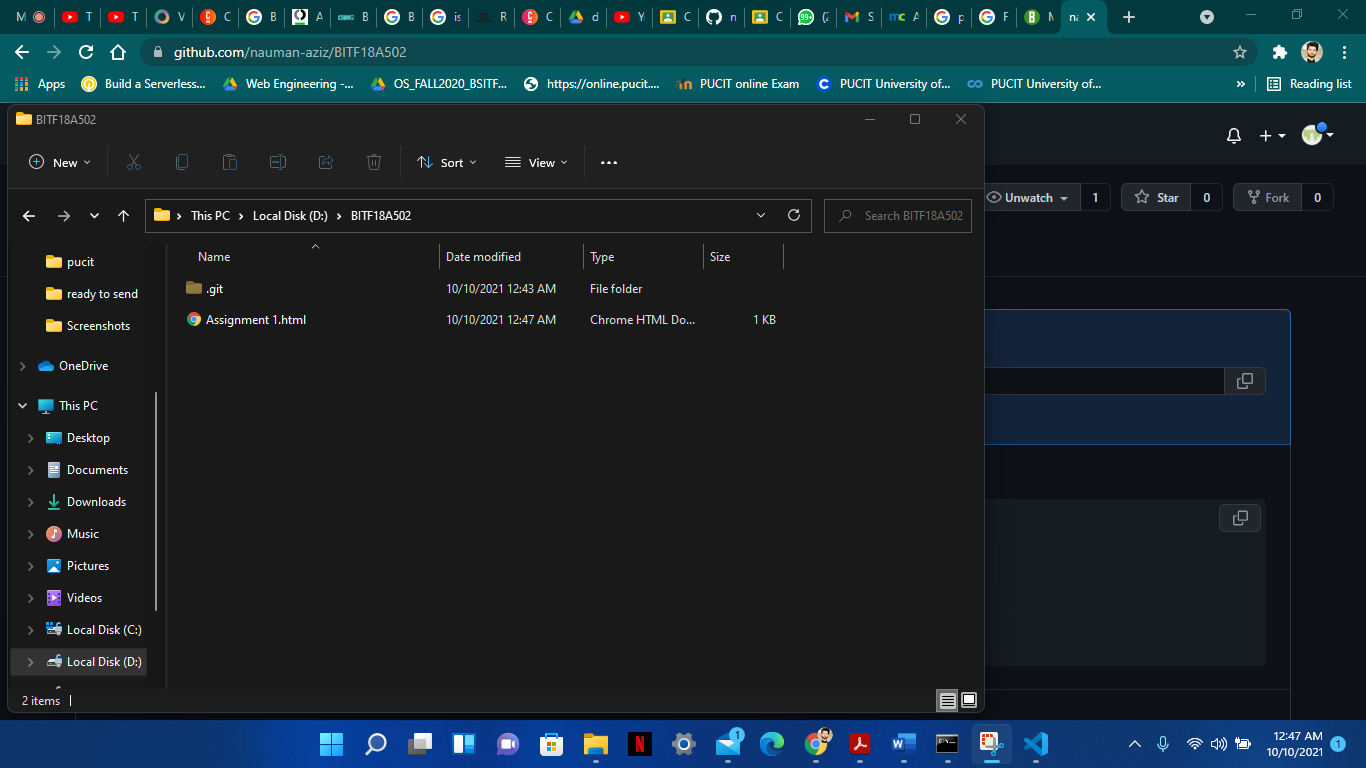 M T T V C C B A B B is R C d Y C n C (2 S A p F M na
github.com/nauman-aziz/BITF18A502
Apps Build a Serverless... Web Engineering -... OS_FALL2020_BSITF... https://online.pucit.... PUCIT online Exam PUCIT University of... PUCIT University of... » Reading list
BITF18A502
New Sort View
Unwatch 1 Star 0 Fork 0
This PC Local Disk (D:) BITF18A502 Search BITF18A502
Name Date modified Type Size
pucit
.git 10/10/2021 12:43 AM File folder
ready to send
Assignment 1.html 10/10/2021 12:47 AM Chrome HTML Do... 1 KB
Screenshots
OneDrive
This PC
Desktop
Documents
Downloads
Music
Pictures
Videos
Local Disk (C:)
Local Disk (D:)
2 items
1
12:47 AM
10/10/2021
1